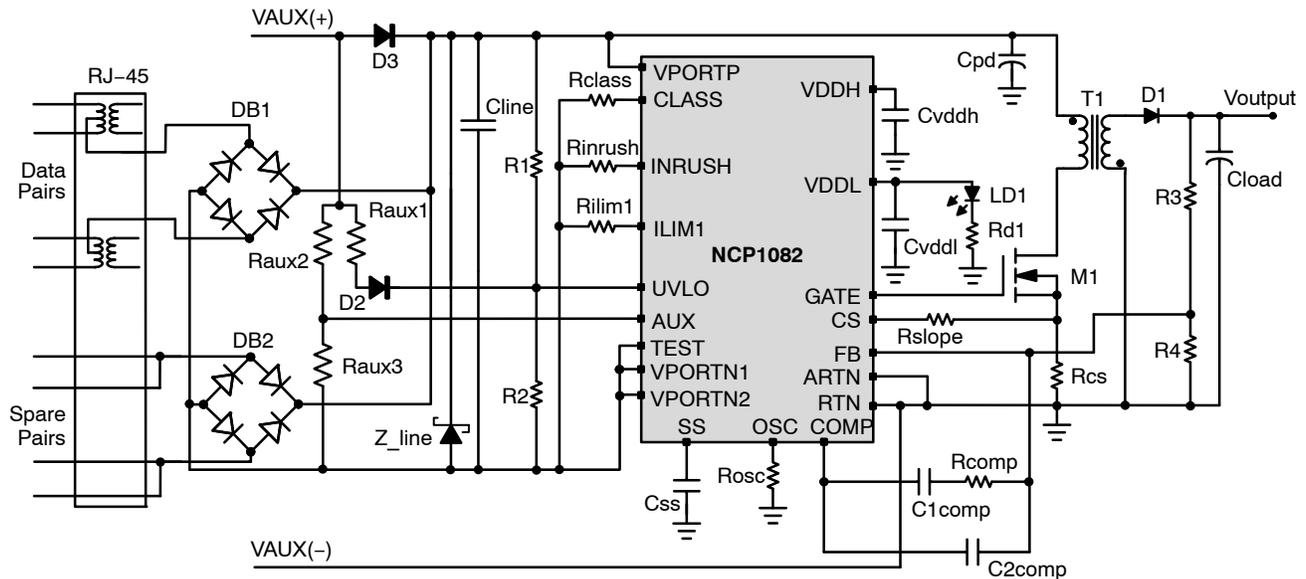 VAUX(+)
D3
RJ–45
DB1
Data
Pairs
Raux1
Raux2
D2
DB2
Raux3
Spare
Pairs
Z_line
Cline
R1
R2
Rclass
Rinrush
Rilim1
VPORTP
CLASS
INRUSH
ILIM1
UVLO
AUX
TEST
VPORTN1
VPORTN2
NCP1082
VDDH
VDDL
GATE
CS
FB
ARTN
RTN
SS
OSC
COMP
Cvddh
Cvddl
LD1
Rd1
Cpd
T1
D1
Voutput
Cload
R3
R4
M1
Rslope
Rcs
Css
Rosc
Rcomp
C1comp
C2comp
VAUX(–)